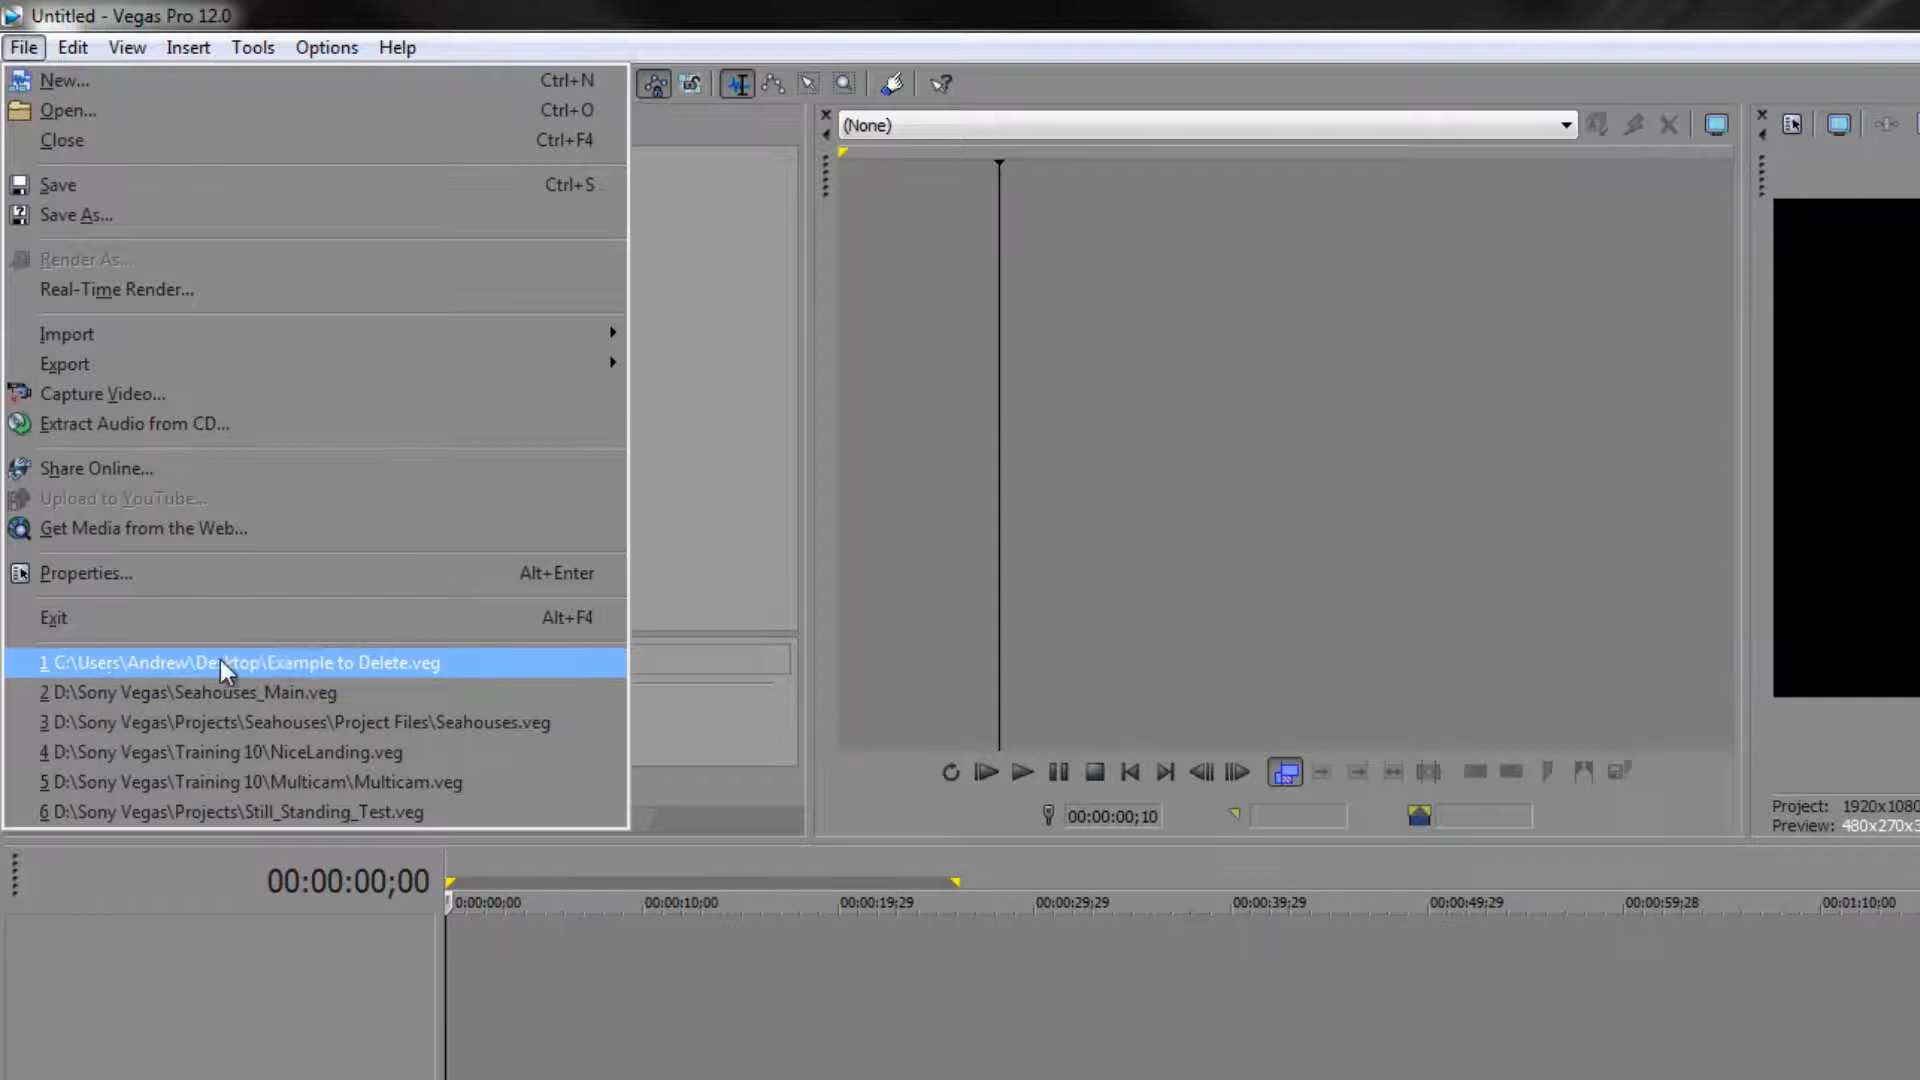 Untitled - Vegas Pro 12.0
File Edit View Insert Tools Options Help
New... Ctrl+N
Open... Ctrl+O
Close Ctrl+F4
Save Ctrl+S
Save As...
Render As...
Real-Time Render...
Import
Export
Capture Video...
Extract Audio from CD...
Share Online...
Upload to YouTube...
Get Media from the Web...
Properties... Alt+Enter
Exit Alt+F4
1 C:\Users\Andrew\Desktop\Example to Delete.veg
2 D:\Sony Vegas\Seahouses_Main.veg
3 D:\Sony Vegas\Projects\Seahouses\Project Files\Seahouses.veg
4 D:\Sony Vegas\Training 10\NiceLanding.veg
5 D:\Sony Vegas\Training 10\Multicam\Multicam.veg
6 D:\Sony Vegas\Projects\Still_Standing_Test.veg
(None)
00:00:00;10
Project: 1920x1080
Preview: 480x270x3
00:00:00;00
0:00:00;00 00:00:10;00 00:00:19;29 00:00:29;29 00:00:39;29 00:00:49;29 00:00:59;28 00:01:10;00